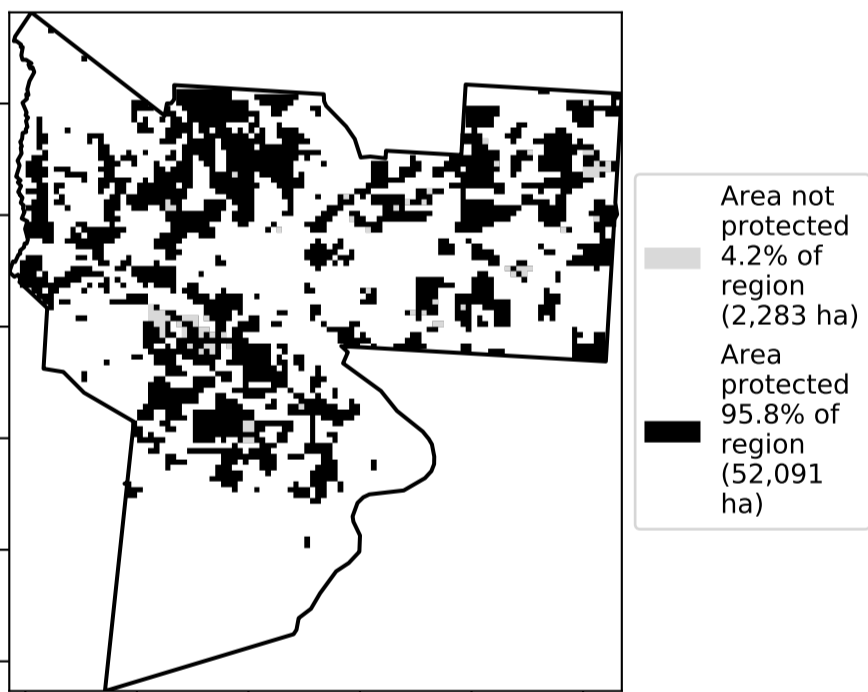 Area not
protected
4.2% of
region
(2,283 ha)
Area
protected
95.8% of
region
(52,091
ha)